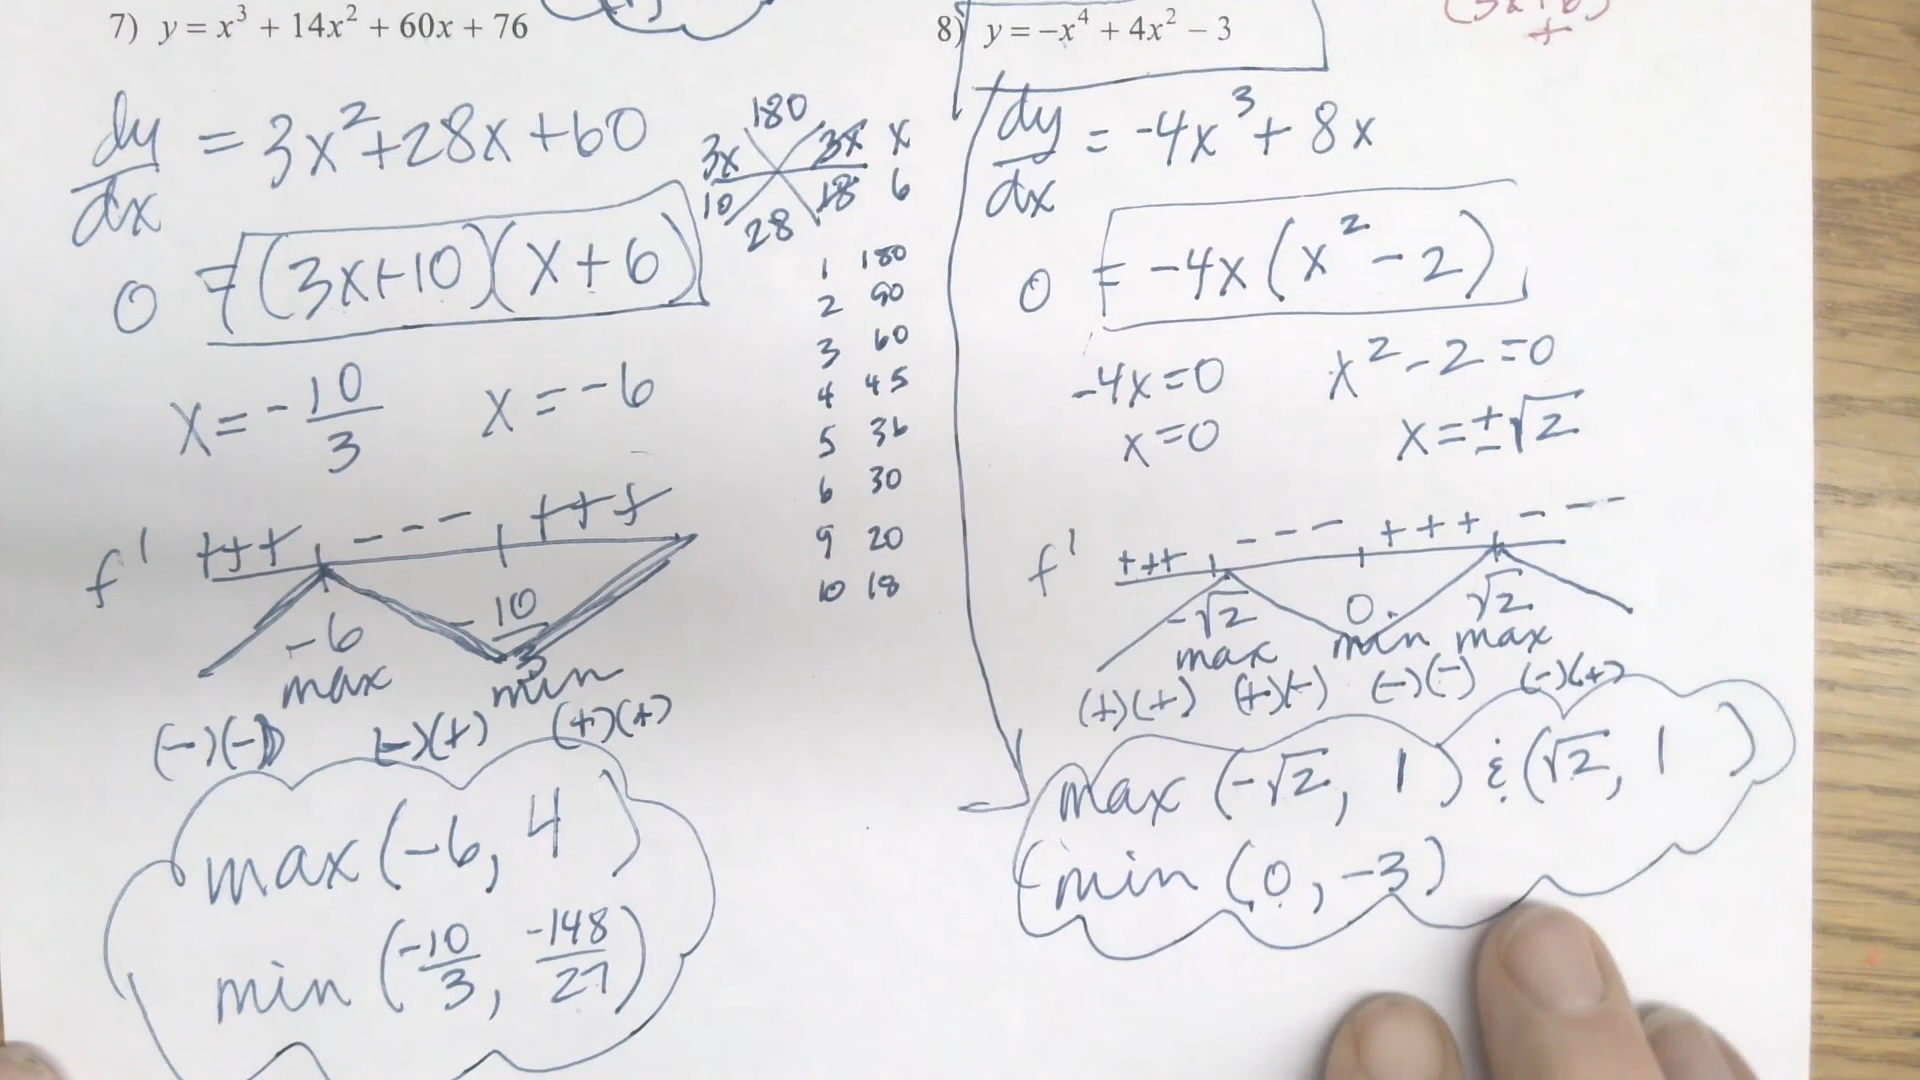 7) y = x³ + 14x² + 60x + 76
dy/dx = 3x² + 28x + 60
0 = (3x+10)(x+6)
x = -10/3 x = -6
f' +++ - - - +++
-6 -10/3
max min
(-)(-) (-)(+) (+)(+)
max (-6, 4)
min (-10/3, -148/27)
180
3x 3x x
10 18 6
28
1 180
2 90
3 60
4 45
5 36
6 30
9 20
10 18
8) y = -x⁴ + 4x² - 3
dy/dx = -4x³ + 8x
0 = -4x(x² - 2)
-4x=0 x² - 2 = 0
x=0 x = ±√2
f' +++ - - - +++ - - -
-√2 0 √2
max min max
(+)(+) (+)(-) (-)(-) (-)(+)
max (-√2, 1) & (√2, 1)
min (0, -3)